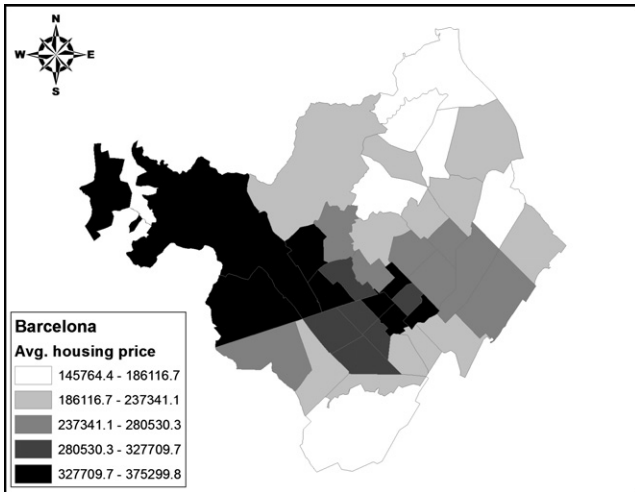 N
W E
S
Barcelona
Avg. housing price
145764.4 - 186116.7
186116.7 - 237341.1
237341.1 - 280530.3
280530.3 - 327709.7
327709.7 - 375299.8